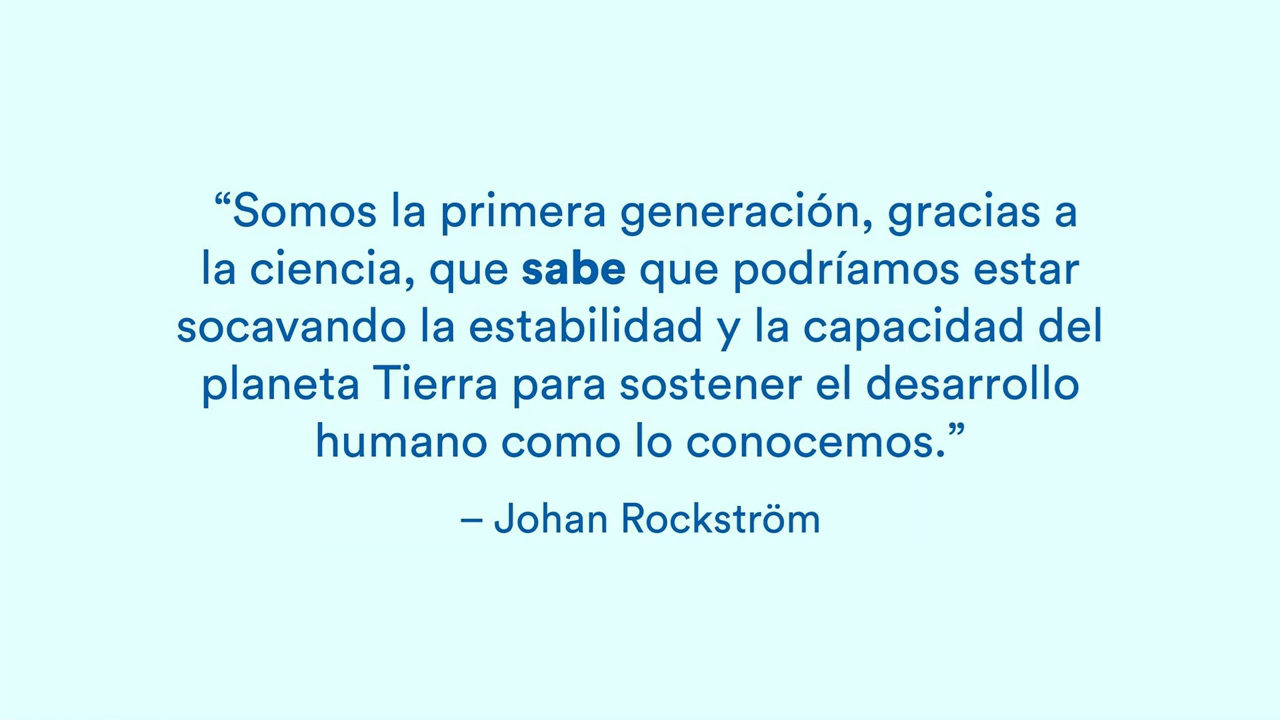 “Somos la primera generación, gracias a
la ciencia, que sabe que podríamos estar
socavando la estabilidad y la capacidad del
planeta Tierra para sostener el desarrollo
humano como lo conocemos.”
– Johan Rockström